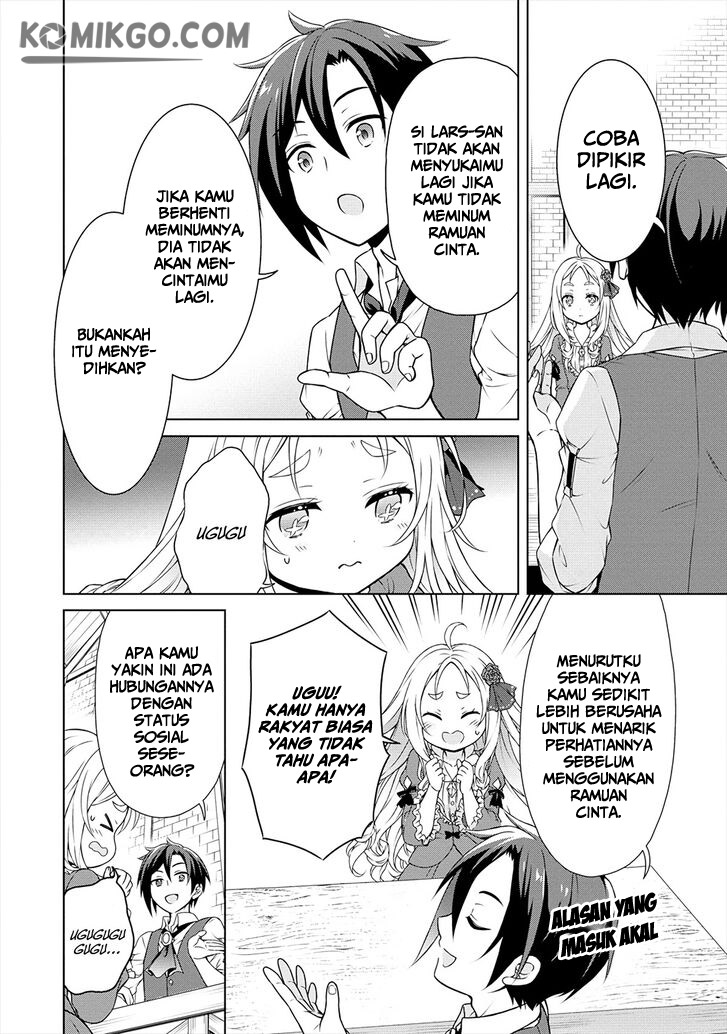 KOMIKGO.COM
COBA
DIPIKIR
LAGI.
SI LARS-SAN
TIDAK AKAN
MENYUKAIMU
LAGI JIKA
KAMU TIDAK
MEMINUM
RAMUAN
CINTA.
JIKA KAMU
BERHENTI
MEMINUMNYA,
DIA TIDAK
AKAN MEN-
CINTAIMU
LAGI.
BUKANKAH
ITU MENYE-
DIHKAN?
UGUGU
MENURUTKU
SEBAIKNYA
KAMU SEDIKIT
LEBIH BERUSAHA
UNTUK MENARIK
PERHATIANNYA
SEBELUM
MENGGUNAKAN
RAMUAN
CINTA.
ALASAN YANG
MASUK AKAL
UGUU!
KAMU HANYA
RAKYAT BIASA
YANG TIDAK
TAHU APA-
APA!
APA KAMU
YAKIN INI ADA
HUBUNGANNYA
DENGAN
STATUS
SOSIAL
SESE-
ORANG?
UGUGUGU
GUGU...